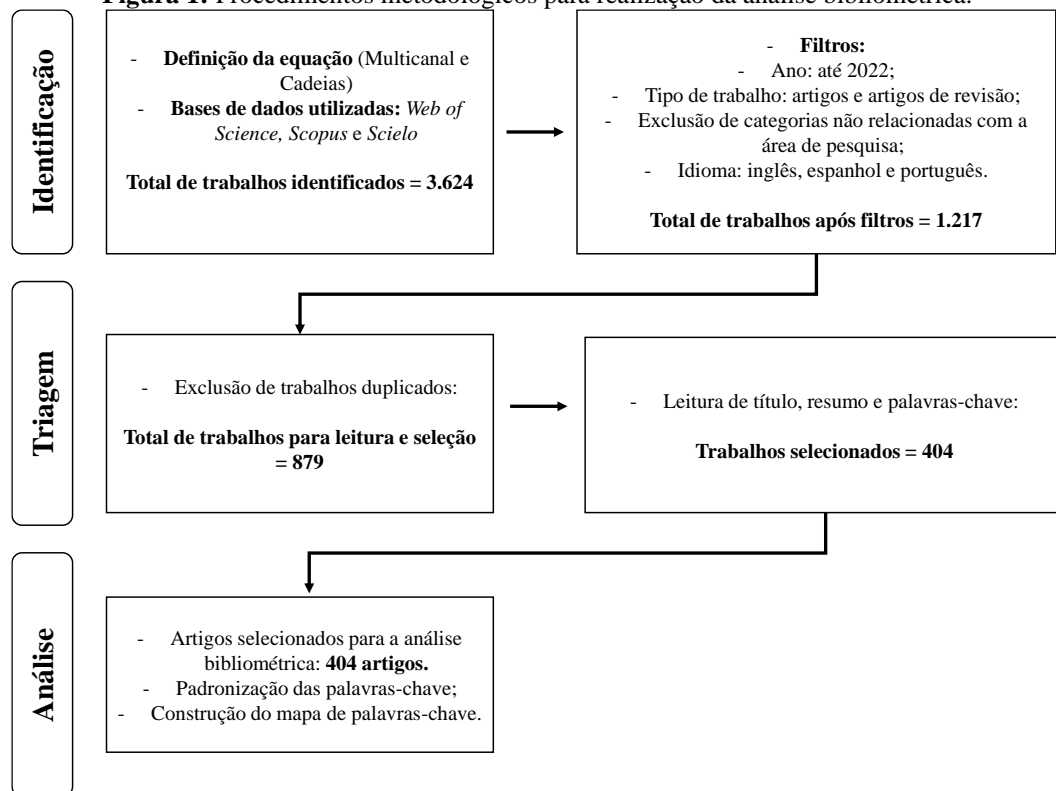 Figura 1. Procedimentos metodológicos para realização da análise bibliométrica.
Identificação
- Definição da equação (Multicanal e
Cadeias)
- Bases de dados utilizadas: Web of
Science, Scopus e Scielo
Total de trabalhos identificados = 3.624
- Filtros:
- Ano: até 2022;
- Tipo de trabalho: artigos e artigos de revisão;
- Exclusão de categorias não relacionadas com a
área de pesquisa;
- Idioma: inglês, espanhol e português.
Total de trabalhos após filtros = 1.217
Triagem
- Exclusão de trabalhos duplicados:
Total de trabalhos para leitura e seleção
= 879
- Leitura de título, resumo e palavras-chave:
Trabalhos selecionados = 404
Análise
- Artigos selecionados para a análise
bibliométrica: 404 artigos.
- Padronização das palavras-chave;
- Construção do mapa de palavras-chave.